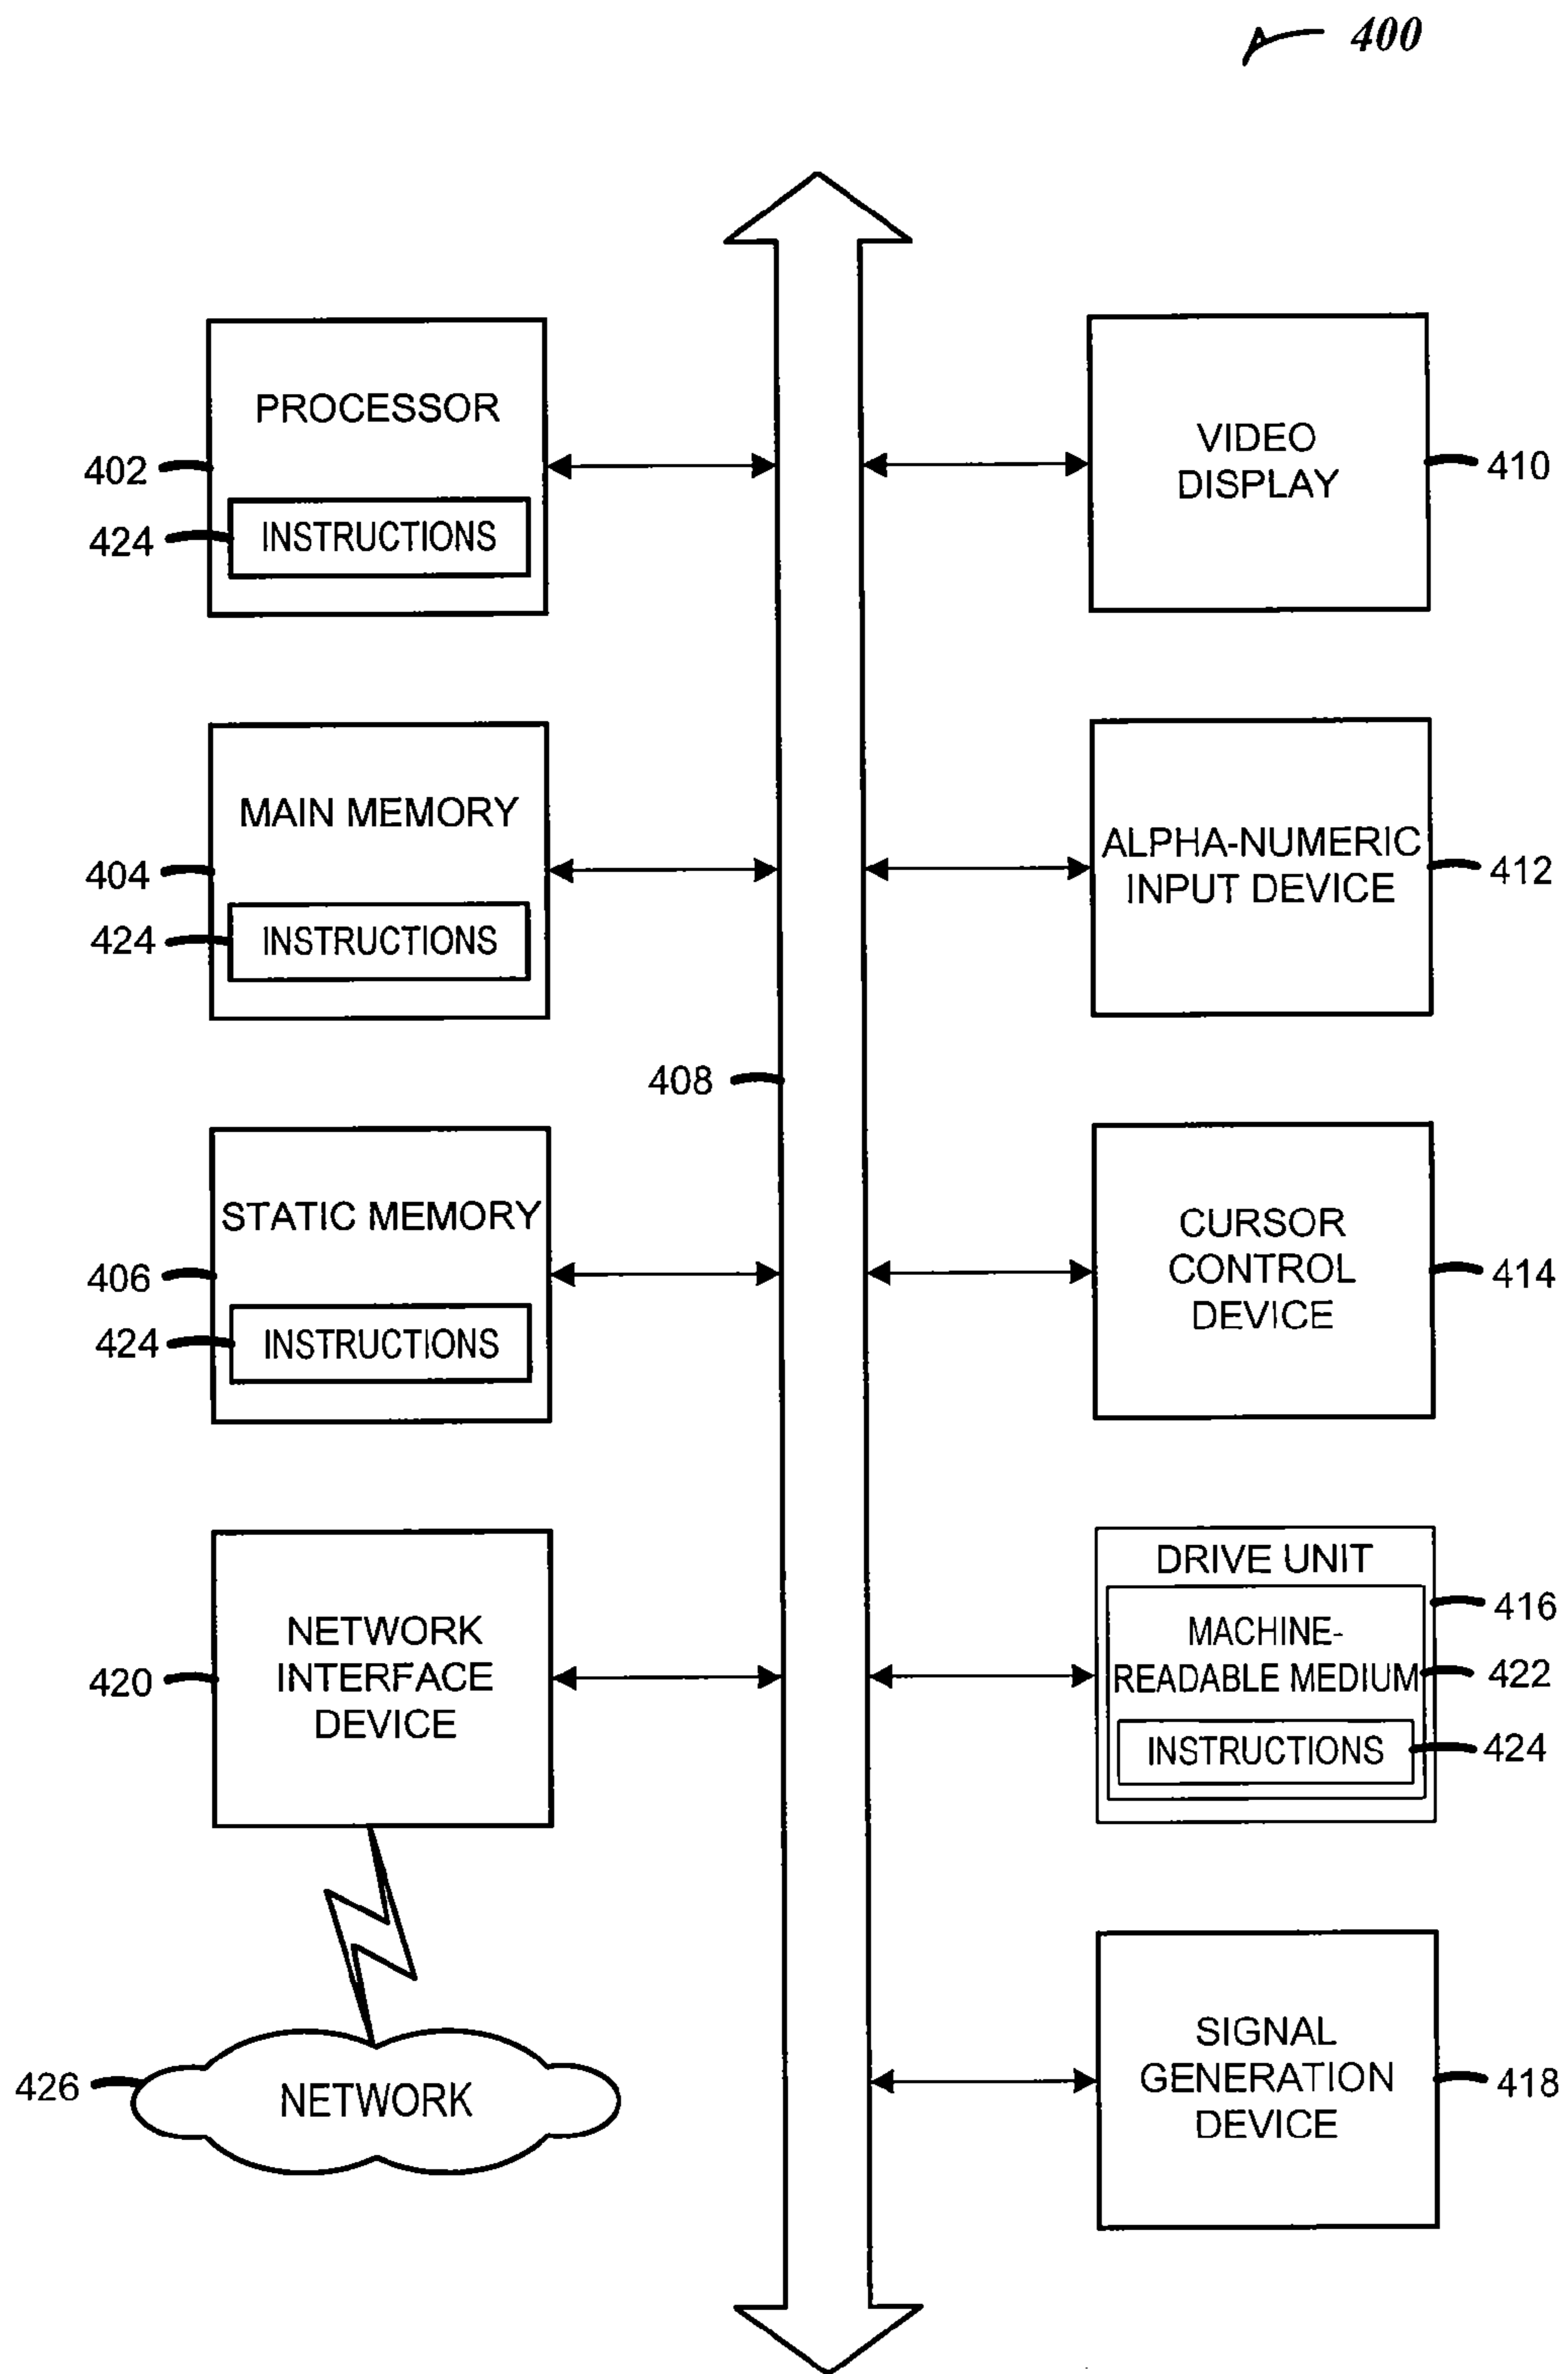 400
PROCESSOR
402
424
INSTRUCTIONS
VIDEO
DISPLAY
410
MAIN MEMORY
404
424
INSTRUCTIONS
ALPHA-NUMERIC
INPUT DEVICE
412
408
STATIC MEMORY
406
424
INSTRUCTIONS
CURSOR
CONTROL
DEVICE
414
NETWORK
INTERFACE
DEVICE
420
DRIVE UNIT
416
MACHINE-
READABLE MEDIUM
422
INSTRUCTIONS
424
426
NETWORK
SIGNAL
GENERATION
DEVICE
418